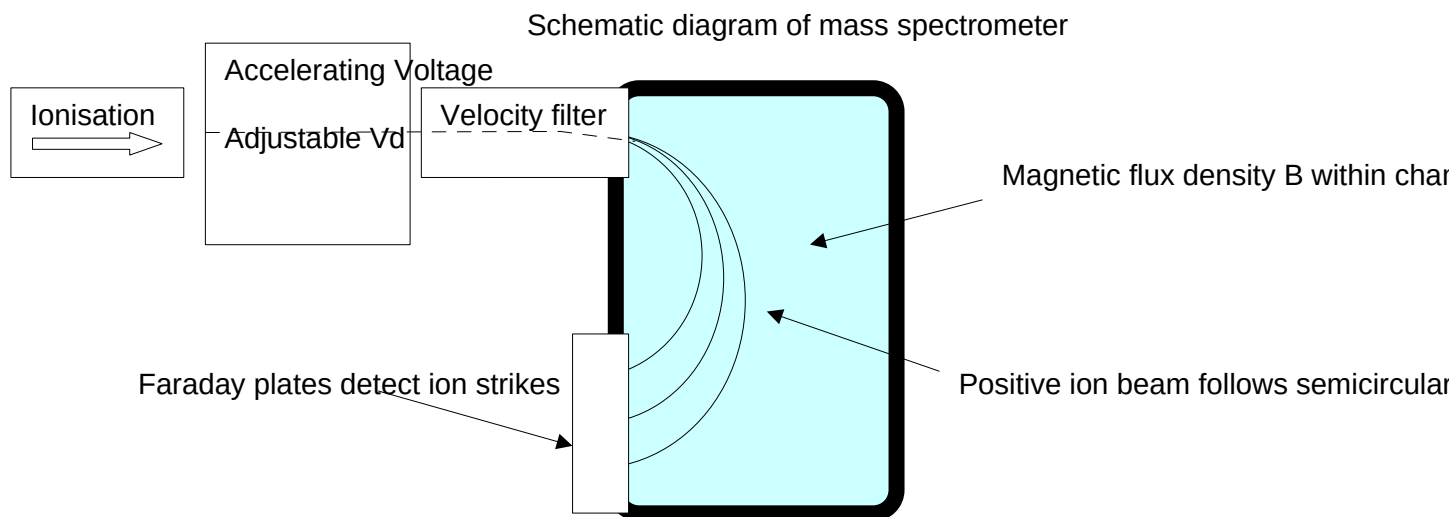 Schematic diagram of mass spectrometer
Accelerating Voltage
Ionisation
Velocity filter
Adjustable Vd
Magnetic flux density B within
Faraday plates detect ion strikes
Positive ion beam follows semicircular